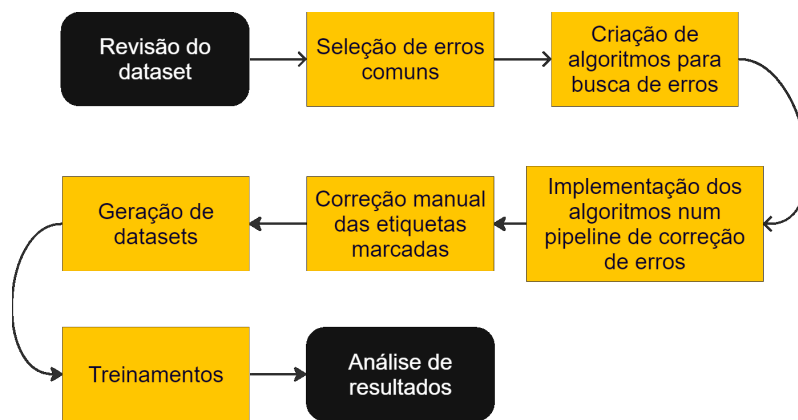 Revisão do
dataset
Seleção de erros
comuns
Criação de
algoritmos para
busca de erros
Implementação dos
algoritmos num
pipeline de correção
de erros
Correção manual
das etiquetas
marcadas
Geração de
datasets
Treinamentos
Análise de
resultados